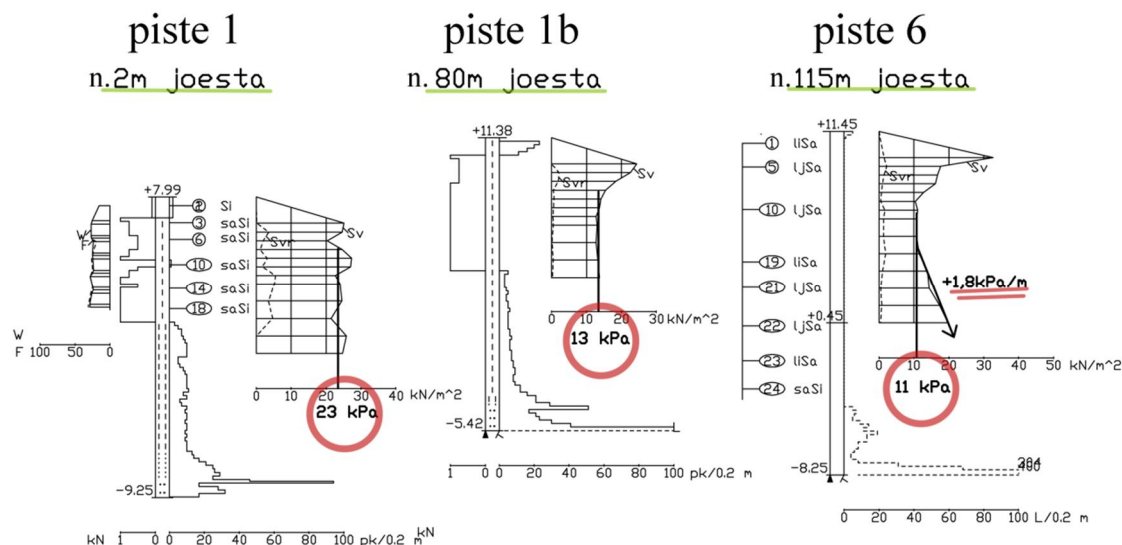 piste 1
n.2m joesta
+7.99
2 Si
3 saSi
6 saSi
10 saSi
14 saSi
18 saSi
W
F
Svr
Sv
W
F 100 50 0
0 10 20 30 40 kN/m^2
23 kPa
-9.25
kN 1 0 0 20 40 60 80 100 pk/0.2 m kN
piste 1b
n.80m joesta
+11.38
Svr
Sv
0 10 20 30 kN/m^2
13 kPa
-5.42
1 0 0 20 40 60 80 100 pk/0.2 m
piste 6
n.115m joesta
+11.45
1 liSa
5 ljSa
10 ljSa
19 liSa
21 ljSa
22 ljSa
23 liSa
24 saSi
Svr
Sv
+1,8kPa/m
+0.45
0 10 20 30 40 50 kN/m^2
11 kPa
400
-8.25
0 20 40 60 80 100 L/0.2 m